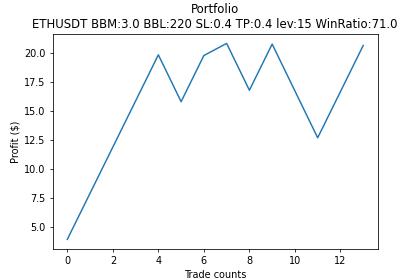 Portfolio
ETHUSDT BBM:3.0 BBL:220 SL:0.4 TP:0.4 lev:15 WinRatio:71.0
20.0
17.5
15.0
12.5
10.0
7.5
5.0
Profit ($)
0 2 4 6 8 10 12
Trade counts